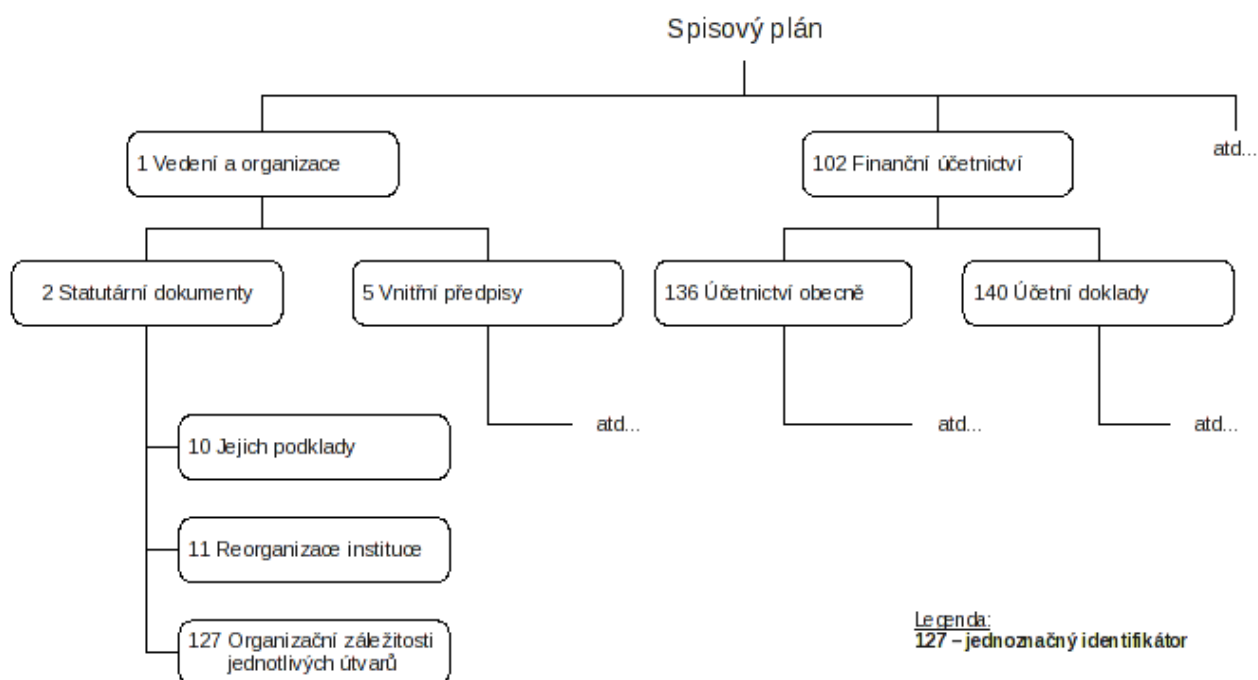 Spisový plán
1 Vedení a organizace
102 Finanční účetnictví
atd...
2 Statutární dokumenty
5 Vnitřní předpisy
136 Účetnictví obecně
140 Účetní doklady
atd...
atd...
atd...
10 Jejich podklady
11 Reorganizace instituce
127 Organizační záležitosti
jednotlivých útvarů
Legenda:
127 – jednoznačný identifikátor